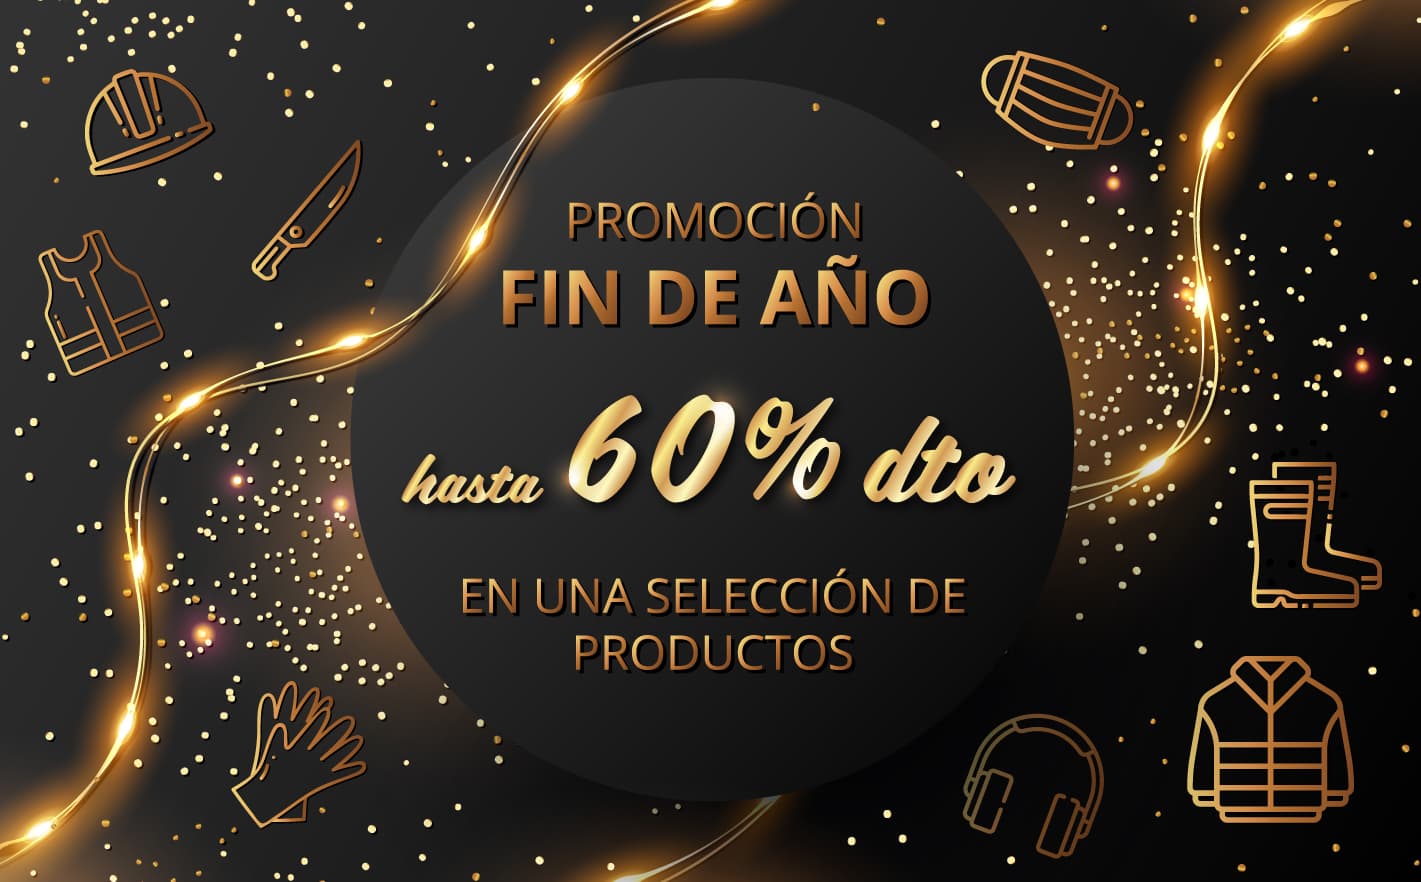 PROMOCIÓN
FIN DE AÑO
hasta 60% dto
EN UNA SELECCIÓN DE
PRODUCTOS